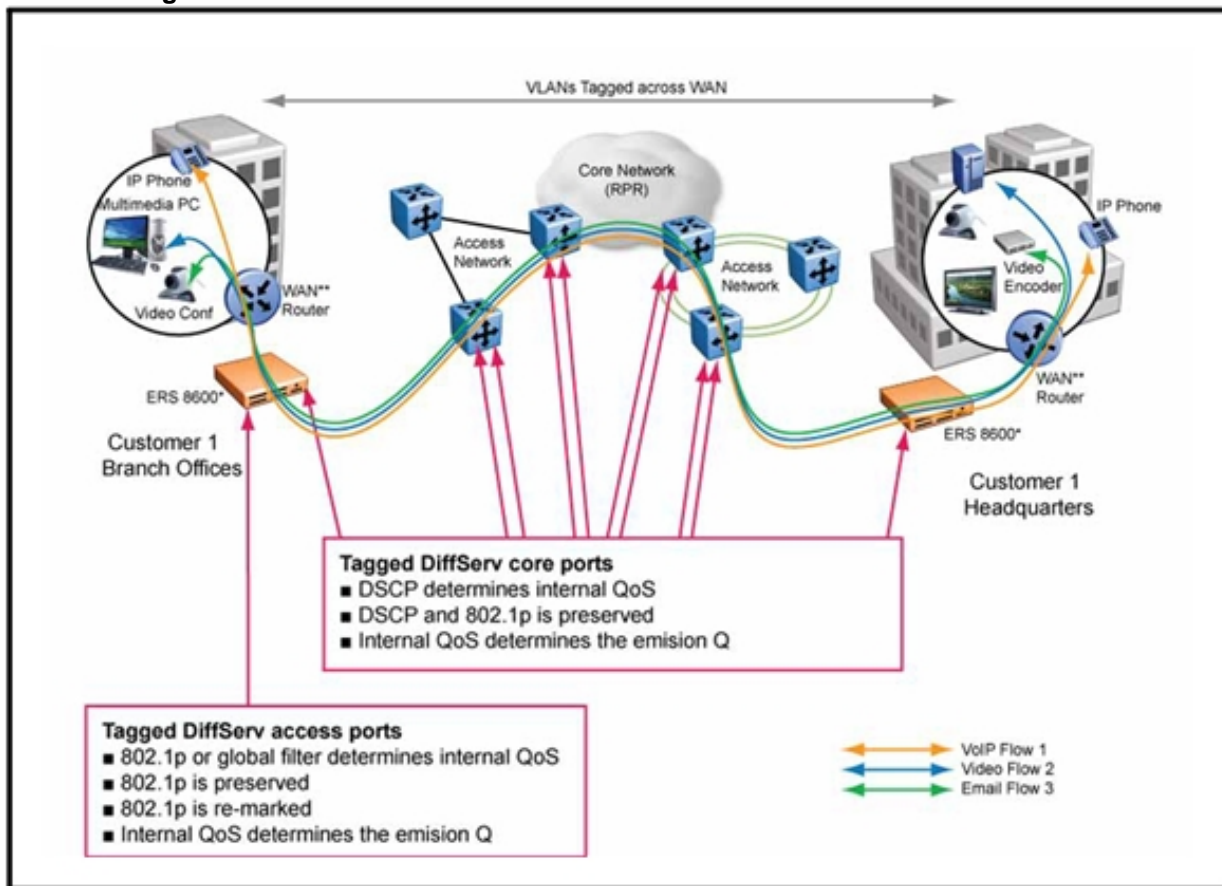 VLANs Tagged across WAN
IP Phone
Multimedia PC
Video Conf
WAN**
Router
ERS 8600*
Customer 1
Branch Offices
Access
Network
Core Network
(RPR)
Access
Network
IP Phone
Video
Encoder
WAN**
Router
ERS 8600*
Customer 1
Headquarters
Tagged DiffServ core ports
■ DSCP determines internal QoS
■ DSCP and 802.1p is preserved
■ Internal QoS determines the emision Q
Tagged DiffServ access ports
■ 802.1p or global filter determines internal QoS
■ 802.1p is preserved
■ 802.1p is re-marked
■ Internal QoS determines the emision Q
VoIP Flow 1
Video Flow 2
Email Flow 3